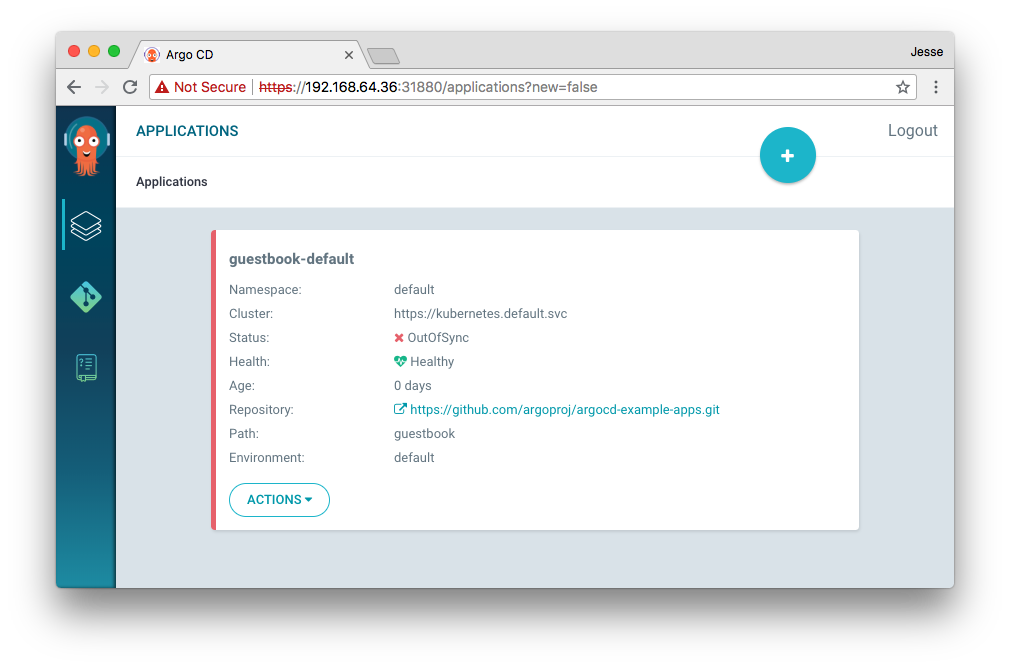 Argo CD
Jesse
Not Secure https://192.168.64.36:31880/applications?new=false
APPLICATIONS
Logout
Applications
guestbook-default
Namespace: default
Cluster: https://kubernetes.default.svc
Status: OutOfSync
Health: Healthy
Age: 0 days
Repository: https://github.com/argoproj/argocd-example-apps.git
Path: guestbook
Environment: default
ACTIONS